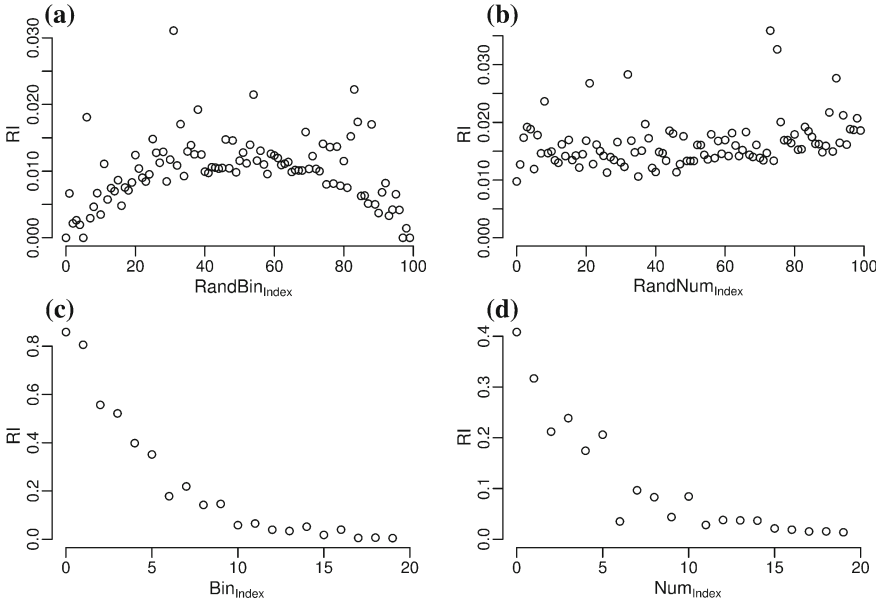 (a)
RI
0.000 0.010 0.020 0.030
0 20 40 60 80 100
RandBinIndex
(b)
RI
0.000 0.010 0.020 0.030
0 20 40 60 80 100
RandNumIndex
(c)
RI
0.0 0.2 0.4 0.6 0.8
0 5 10 15 20
BinIndex
(d)
RI
0.0 0.1 0.2 0.3 0.4
0 5 10 15 20
NumIndex